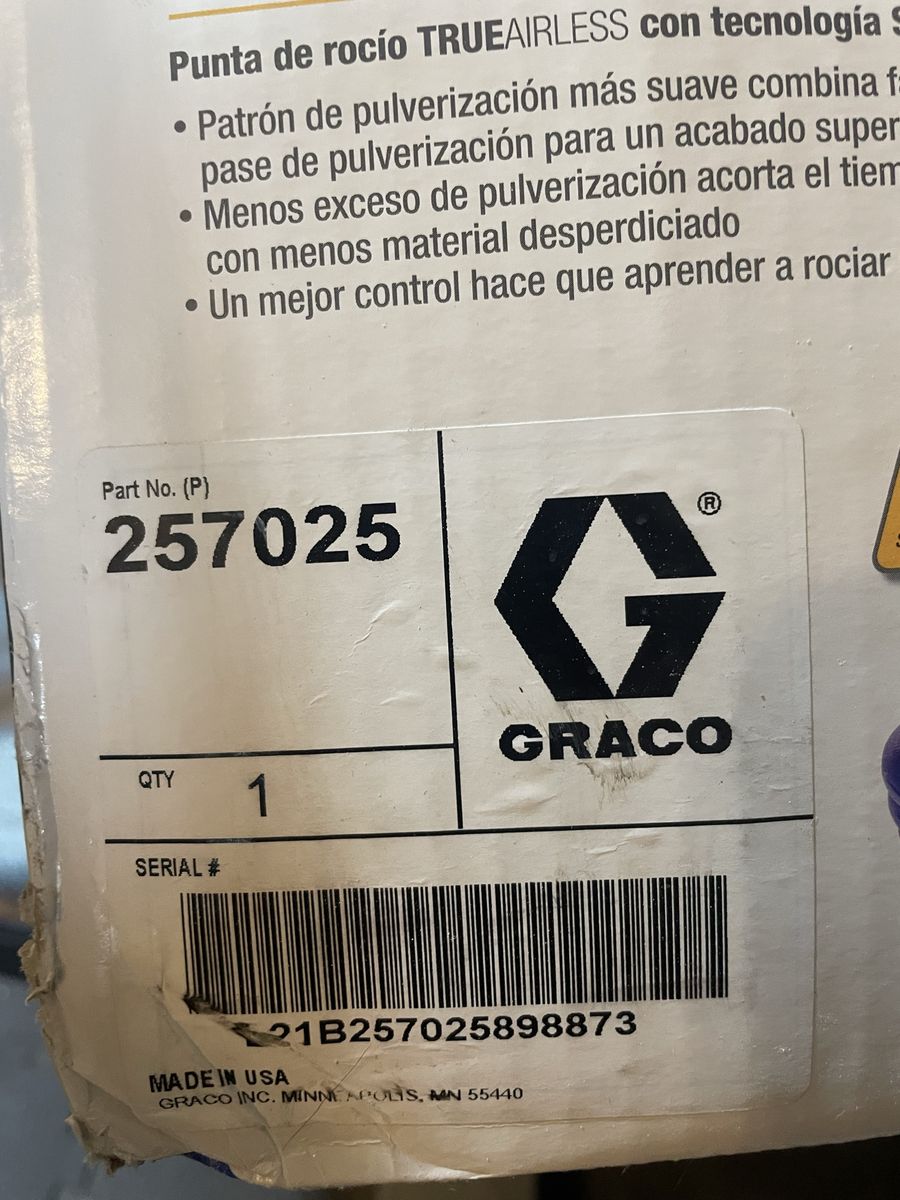 Punta de rocío TRUEAIRLESS con tecnología
• Patrón de pulverización más suave combina
pase de pulverización para un acabado
• Menos exceso de pulverización acorta el
con menos material desperdiciado
• Un mejor control hace que aprender a rociar
Part No. (P)
257025
®
GRACO
QTY 1
SERIAL #
21B257025898873
MADE IN USA
GRACO INC. MINNEAPOLIS, MN 55440